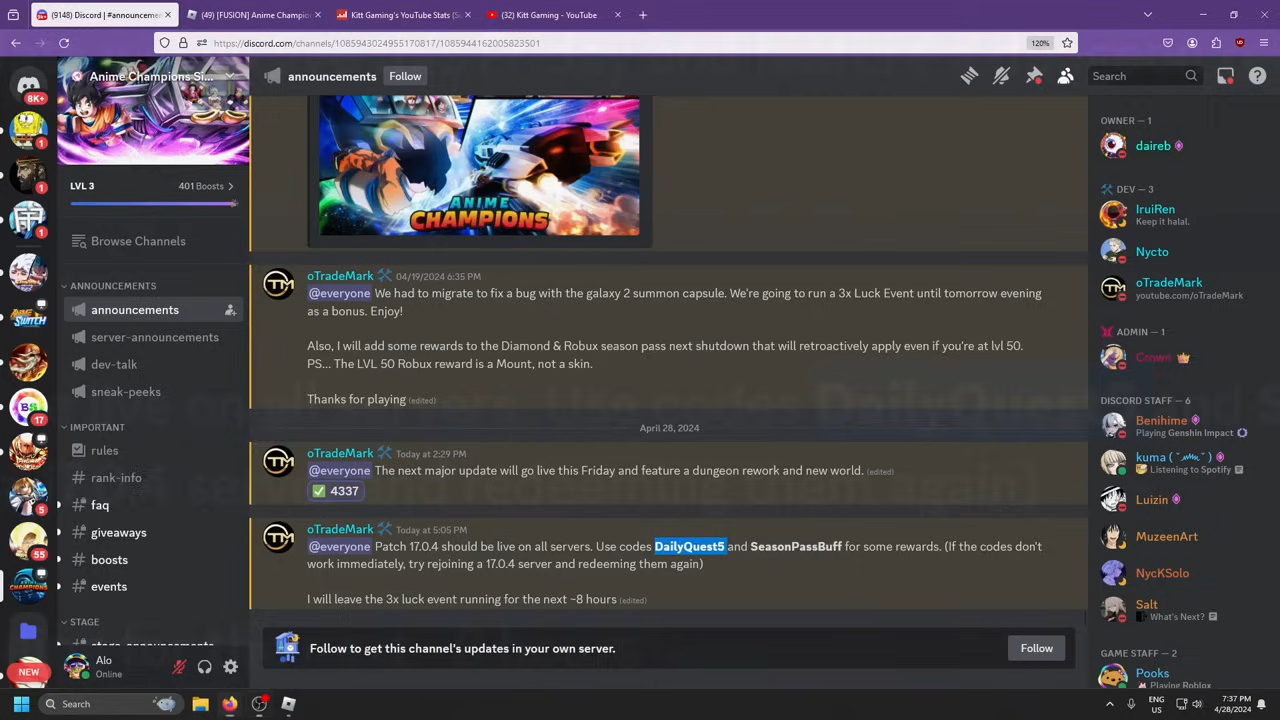 (9148) Discord | #announcemen
(49) [FUSION] Anime Champion
Kitt Gaming's YouTube Stats (Su
(32) Kitt Gaming - YouTube
https://discord.com/channels/1085943024955170817/1085944162005823501
120%
8K+
Anime Champions Si...
announcements
Follow
Search
LVL 3
401 Boosts
Browse Channels
ANNOUNCEMENTS
announcements
server-announcements
dev-talk
sneak-peeks
IMPORTANT
rules
rank-info
faq
giveaways
boosts
events
STAGE
Alo
Online
1
1
1
17
5
55
NEW
ANIME
CHAMPIONS
oTradeMark 04/19/2024 6:35 PM
@everyone We had to migrate to fix a bug with the galaxy 2 summon capsule. We're going to run a 3x Luck Event until tomorrow evening
as a bonus. Enjoy!
Also, I will add some rewards to the Diamond & Robux season pass next shutdown that will retroactively apply even if you're at lvl 50.
PS... The LVL 50 Robux reward is a Mount, not a skin.
Thanks for playing (edited)
April 28, 2024
oTradeMark Today at 2:29 PM
@everyone The next major update will go live this Friday and feature a dungeon rework and new world. (edited)
4337
oTradeMark Today at 5:05 PM
@everyone Patch 17.0.4 should be live on all servers. Use codes DailyQuest5 and SeasonPassBuff for some rewards. (If the codes don't
work immediately, try rejoining a 17.0.4 server and redeeming them again)
I will leave the 3x luck event running for the next ~8 hours (edited)
Follow to get this channel's updates in your own server.
Follow
OWNER — 1
daireb
DEV — 3
IruiRen
Keep it halal.
Nycto
oTradeMark
youtube.com/oTradeMark
ADMIN — 1
Crown
DISCORD STAFF — 6
Benihime
Playing Genshin Impact
kuma
Listening to Spotify
Luizin
MuzeenArt
NycKSolo
Salt
What's Next?
GAME STAFF — 2
Pooks
Playing Roblox
Search
ENG
US
7:37 PM
4/28/2024